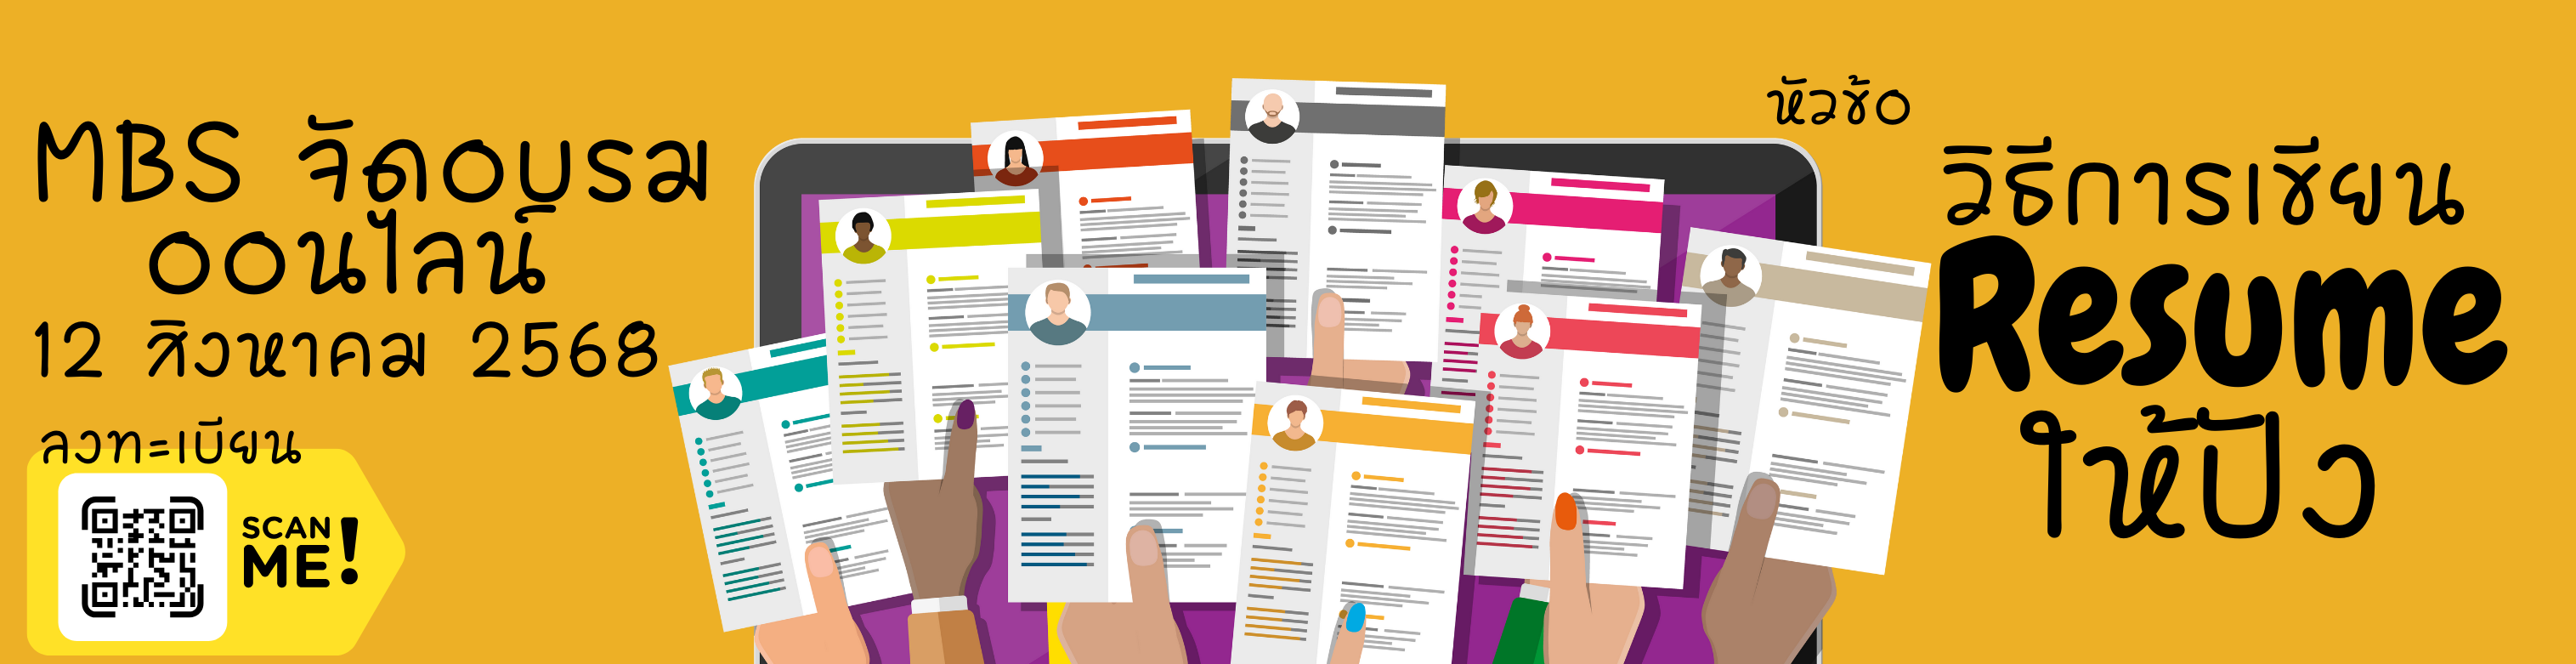 MBS จัดอบรม
ออนไลน์
12 สิงหาคม 2568
ลงทะเบียน
SCAN
ME!
หัวข้อ
วิธีการเขียน
Resume
ให้ปัง